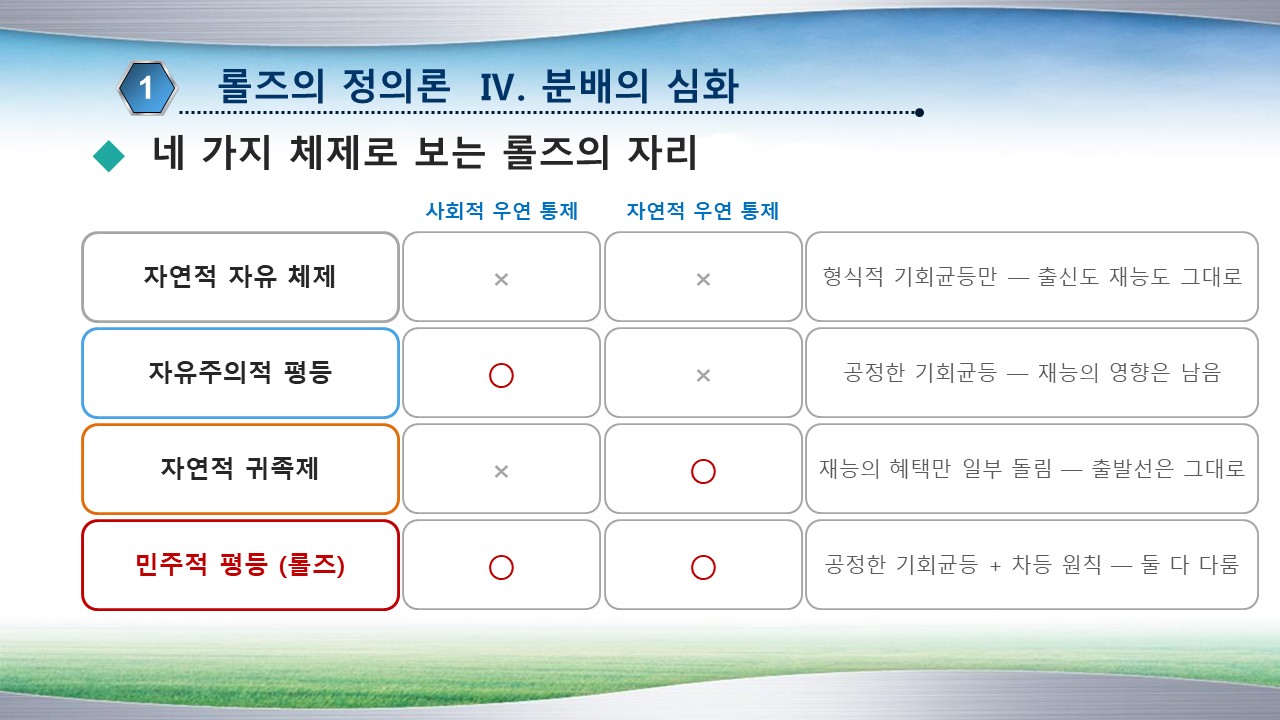 1 롤즈의 정의론 Ⅳ. 분배의 심화
네 가지 체제로 보는 롤즈의 자리
사회적 우연 통제 자연적 우연 통제
자연적 자유 체제 × × 형식적 기회균등만 — 출신도 재능도 그대로
자유주의적 평등 ○ × 공정한 기회균등 — 재능의 영향은 남음
자연적 귀족제 × ○ 재능의 혜택만 일부 돌림 — 출발선은 그대로
민주적 평등 (롤즈) ○ ○ 공정한 기회균등 + 차등 원칙 — 둘 다 다룸